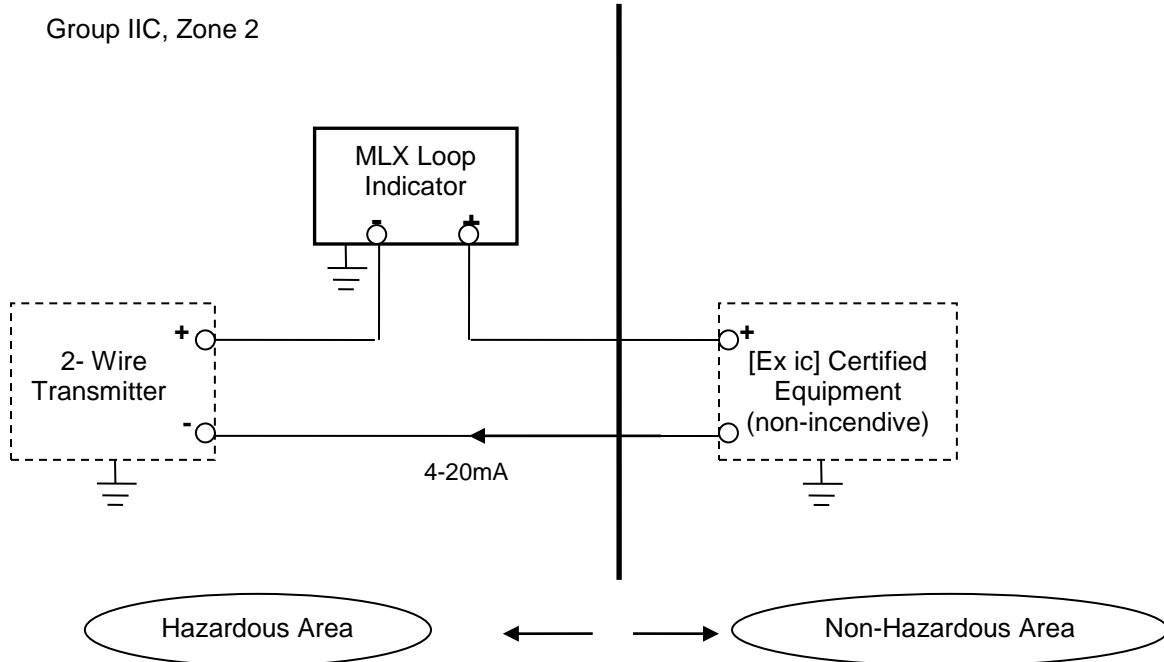 Group IIC, Zone 2
MLX Loop
Indicator
- +
+
2- Wire
Transmitter
-
+
[Ex ic] Certified
Equipment
(non-incendive)
4-20mA
Hazardous Area
Non-Hazardous Area